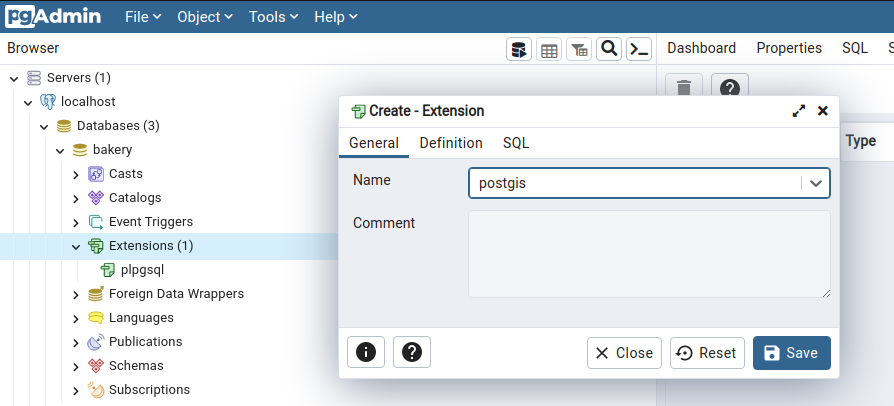 pgAdmin File Object Tools Help
Browser
Dashboard Properties SQL S
Servers (1)
localhost
Databases (3)
bakery
Casts
Catalogs
Event Triggers
Extensions (1)
plpgsql
Foreign Data Wrappers
Languages
Publications
Schemas
Subscriptions
Type
Create - Extension
General Definition SQL
Name
postgis
Comment
Close Reset Save